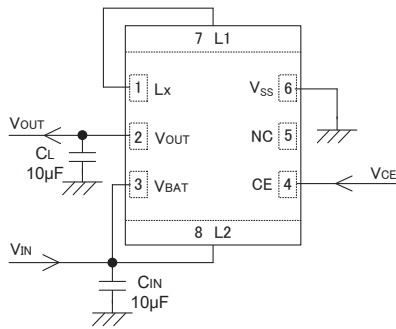 7 L1
1 Lx
VSS 6
VOUT
2 VOUT
NC 5
CL
10μF
3 VBAT
CE 4
VCE
8 L2
VIN
CIN
10μF